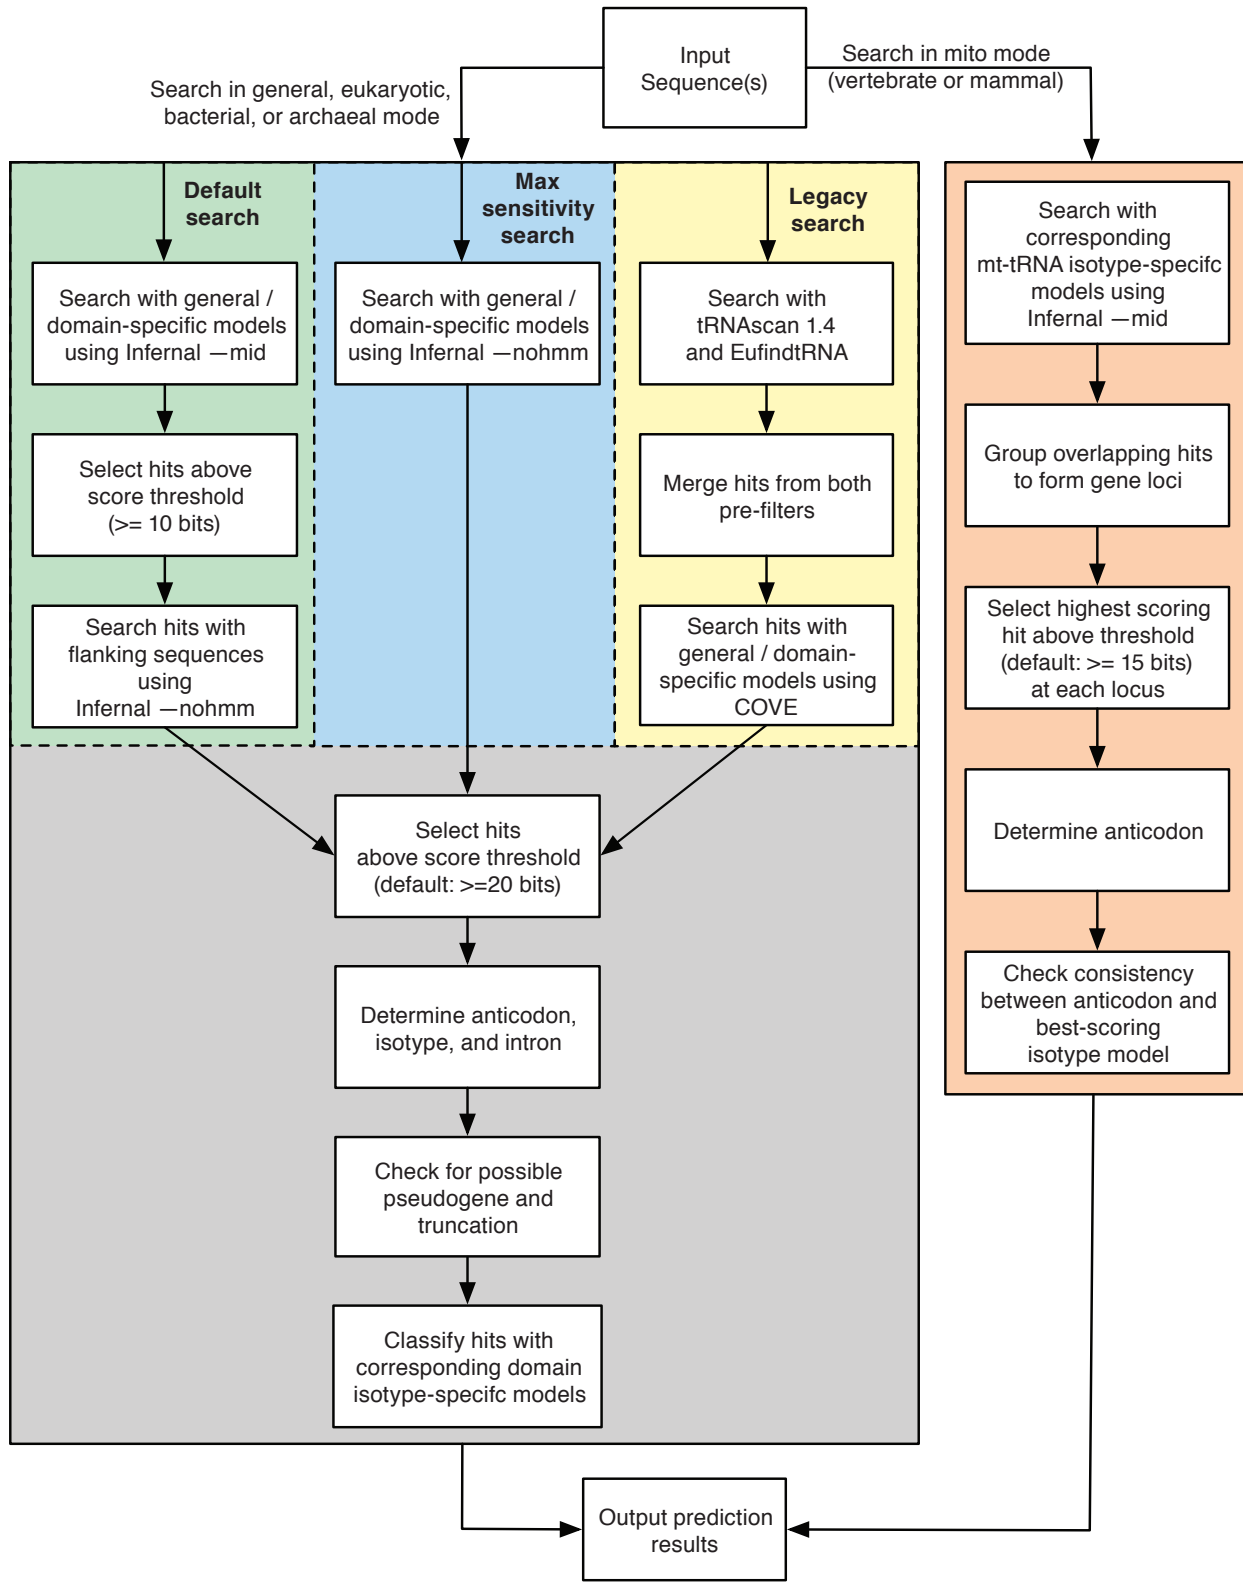 Input
Sequence(s)
Search in mito mode
(vertebrate or mammal)
Search in general, eukaryotic,
bacterial, or archaeal mode
Default
search
Search with general /
domain-specific models
using Infernal —mid
Select hits above
score threshold
(>= 10 bits)
Search hits with
flanking sequences
using
Infernal —nohmm
Max
sensitivity
search
Search with general /
domain-specific models
using Infernal —nohmm
Legacy
search
Search with
tRNAscan 1.4
and EufindtRNA
Merge hits from both
pre-filters
Search hits with
general / domain-
specific models using
COVE
Select hits
above score threshold
(default: >=20 bits)
Determine anticodon,
isotype, and intron
Check for possible
pseudogene and
truncation
Classify hits with
corresponding domain
isotype-specifc models
Search with
corresponding
mt-tRNA isotype-specifc
models using
Infernal —mid
Group overlapping hits
to form gene loci
Select highest scoring
hit above threshold
(default: >= 15 bits)
at each locus
Determine anticodon
Check consistency
between anticodon and
best-scoring
isotype model
Output prediction
results